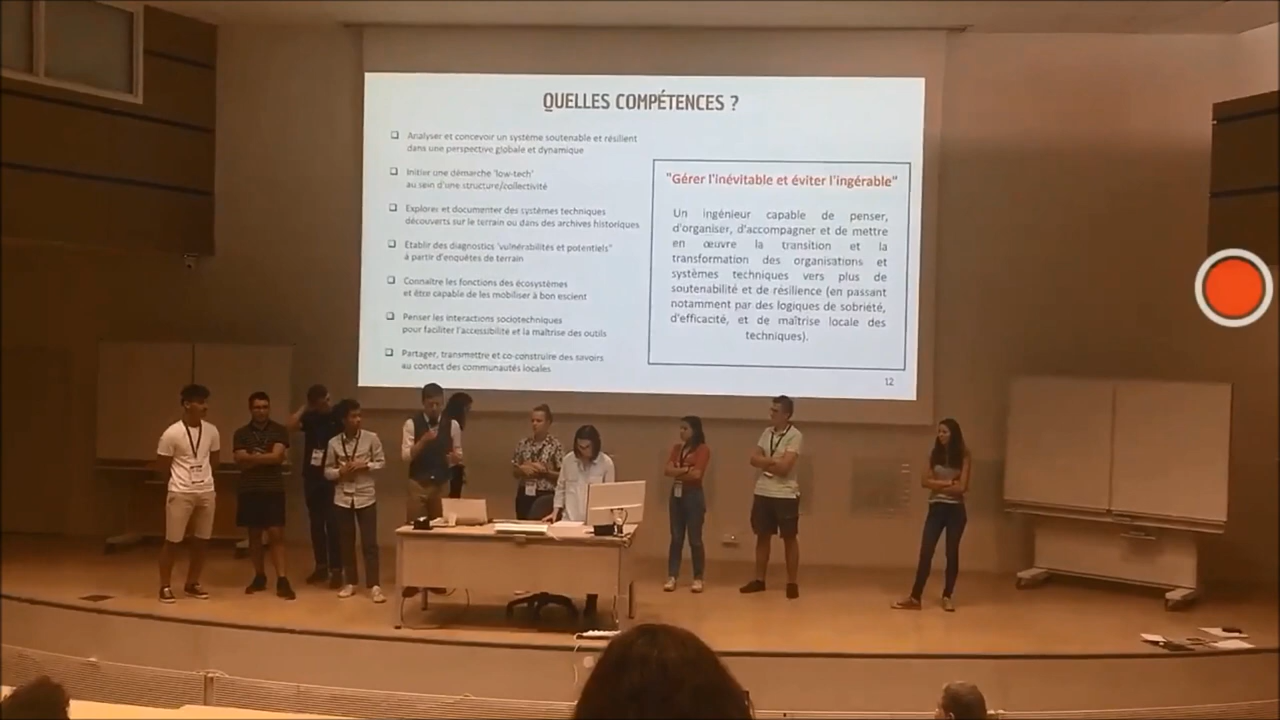 QUELLES COMPÉTENCES ?
Analyser et concevoir un système soutenable et résilient
dans une perspective globale et dynamique
Initier une démarche 'low-tech'
au sein d'une structure/collectivité
Explorer et documenter des systèmes techniques
découverts sur le terrain ou dans des archives historiques
Etablir des diagnostics 'vulnérabilités et potentiels"
à partir d'enquêtes de terrain
Connaître les fonctions des écosystèmes
et être capable de les mobiliser à bon escient
Penser les interactions sociotechniques
pour faciliter l'accessibilité et la maîtrise des outils
Partager, transmettre et co-construire des savoirs
au contact des communautés locales
"Gérer l'inévitable et éviter l'ingérable"
Un ingénieur capable de penser,
d'organiser, d'accompagner et de mettre
en œuvre la transition et la
transformation des organisations et
systèmes techniques vers plus de
soutenabilité et de résilience (en passant
notamment par des logiques de sobriété,
d'efficacité, et de maîtrise locale des
techniques).
12